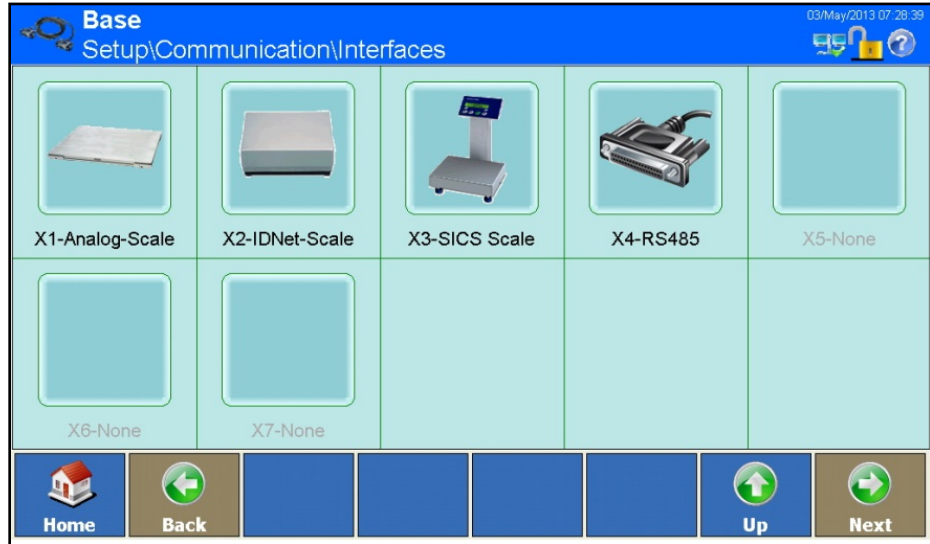 Base
03/May/2013 07:28:39
Setup\Communication\Interfaces
X1-Analog-Scale
X2-IDNet-Scale
X3-SICS Scale
X4-RS485
X5-None
X6-None
X7-None
Home
Back
Up
Next